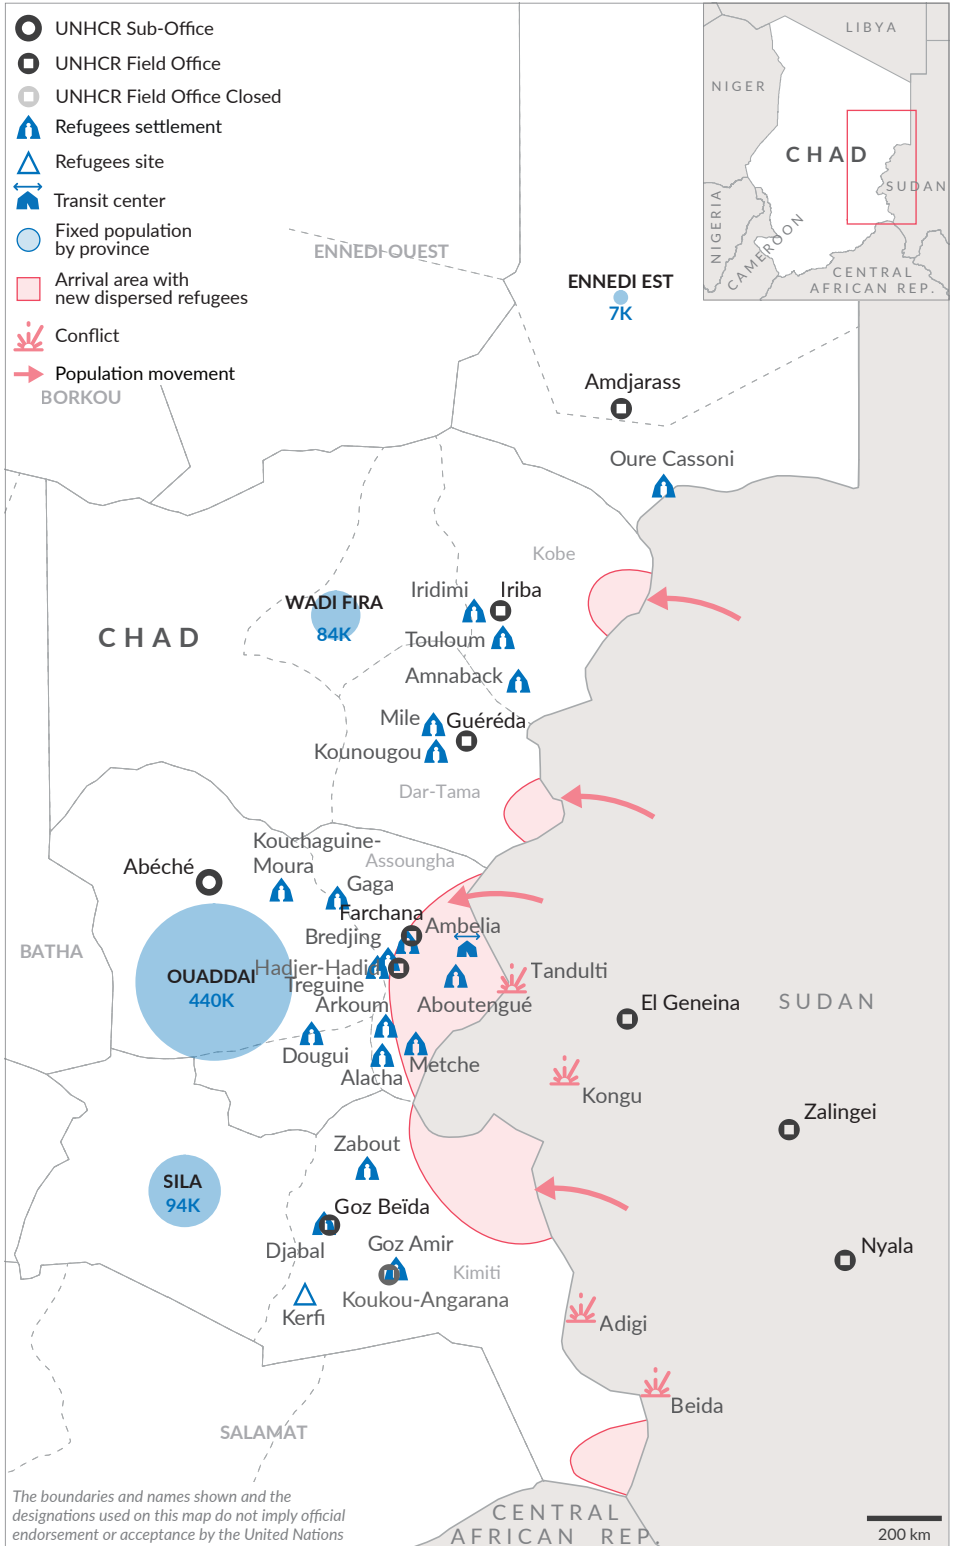 UNHCR Sub-Office
UNHCR Field Office
UNHCR Field Office Closed
Refugees settlement
Refugees site
Transit center
Fixed population
by province
Arrival area with
new dispersed refugees
Conflict
Population movement
LIBYA
NIGER
CHAD
SUDAN
NIGERIA
CAMEROON
CENTRAL
AFRICAN REP.
ENNEDI OUEST
ENNEDI EST
7K
BORKOU
Amdjarass
Oure Cassoni
Kobe
Iridimi
Iriba
WADI FIRA
84K
CHAD
Touloum
Amnaback
Mile
Guéréda
Kounougou
Dar-Tama
Kouchaguine-
Moura
Assoungha
Abéché
Gaga
Farchana
Ambelia
Bredjing
BATHA
Hadjer-Hadid
Tandulti
OUADDAI
440K
Treguine
Arkoum
Aboutengué
El Geneina
SUDAN
Dougui
Metche
Alacha
Kongu
Zalingei
Zabout
SILA
94K
Goz Beïda
Djabal
Goz Amir
Nyala
Kimiti
Koukou-Angarana
Kerfi
Adigi
Beida
SALAMAT
The boundaries and names shown and the
designations used on this map do not imply official
endorsement or acceptance by the United Nations
CENTRAL
AFRICAN REP.
200 km